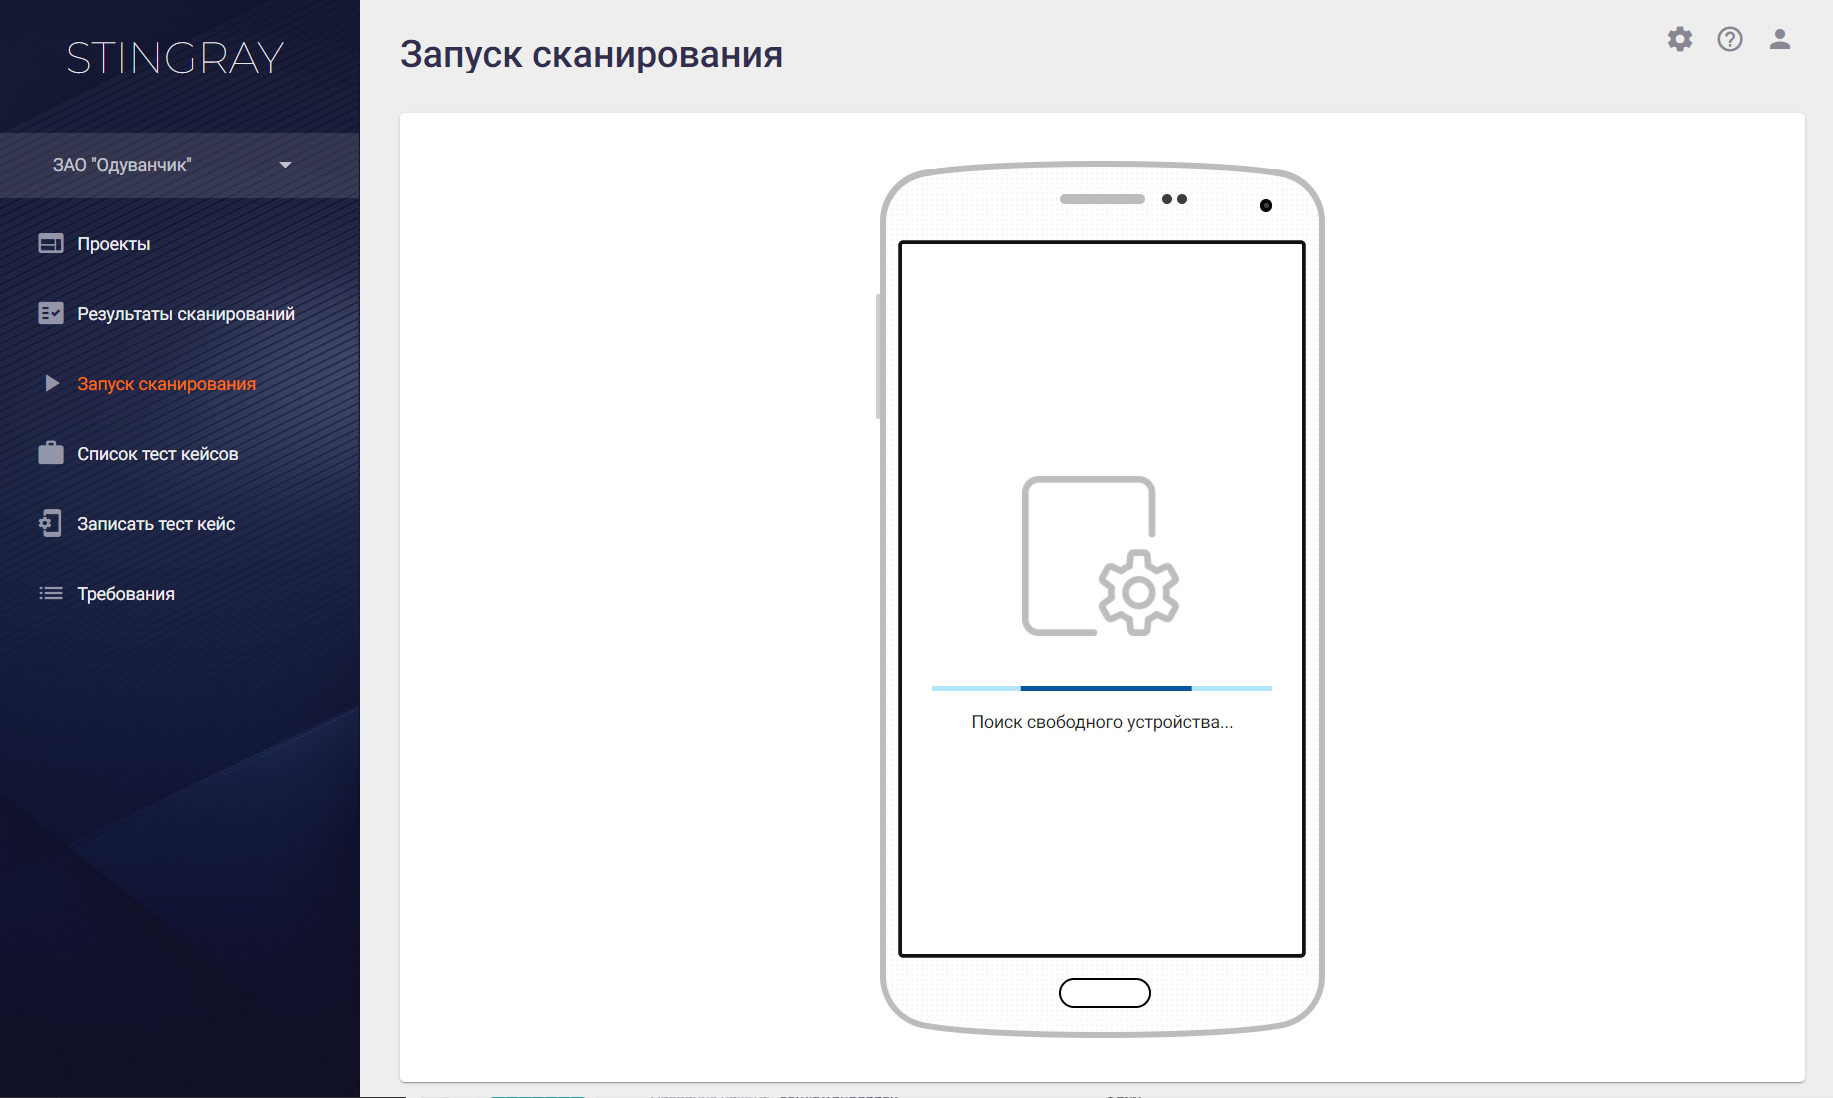 STINGRAY
Запуск сканирования
ЗАО "Одуванчик"
Проекты
Результаты сканирований
Запуск сканирования
Список тест кейсов
Записать тест кейс
Требования
Поиск свободного устройства...